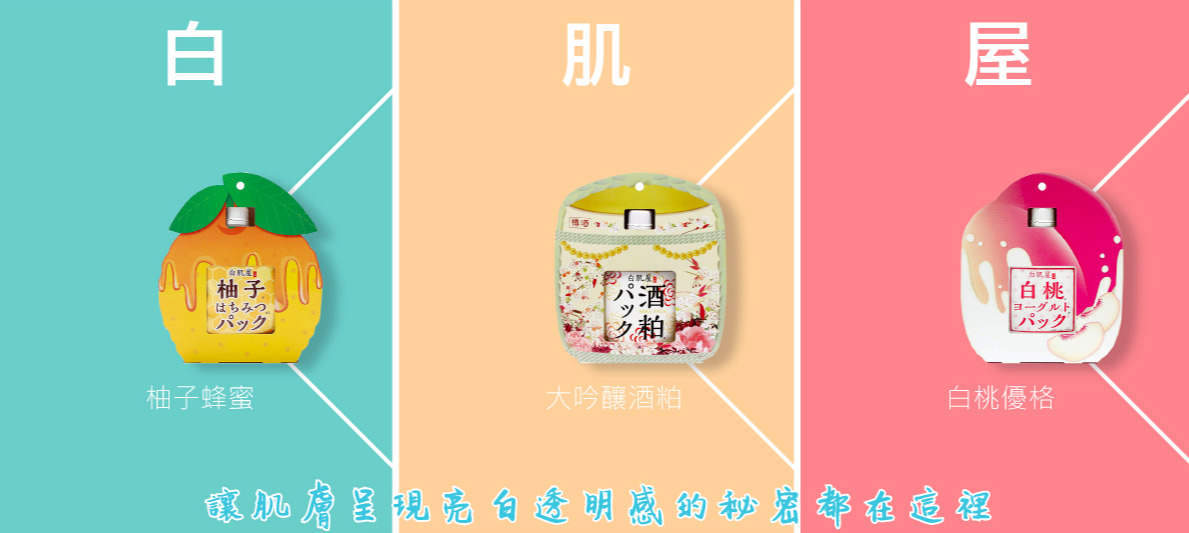 白
肌
屋
白肌屋
柚子
はちみつ
パック
樽酒
白肌屋
酒粕
パック
白肌屋
白桃
ヨーグルト
パック
柚子蜂蜜
大吟釀酒粕
白桃優格
讓肌膚呈現亮白透明感的秘密都在這裡